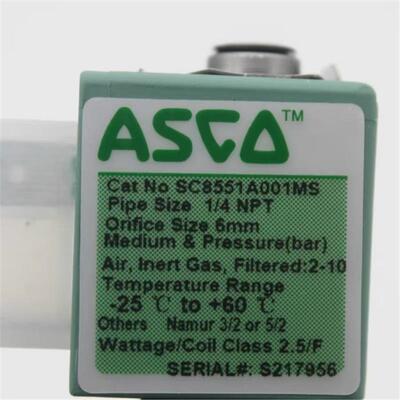 ASCO™
Cat No SC8551A001MS
Pipe Size 1/4 NPT
Orifice Size 6mm
Medium & Pressure(bar)
Air, Inert Gas, Filtered:2-10
Temperature Range
-25 ℃ to +60 ℃
Others Namur 3/2 or 5/2
Wattage/Coil Class 2.5/F
SERIAL#: S217956